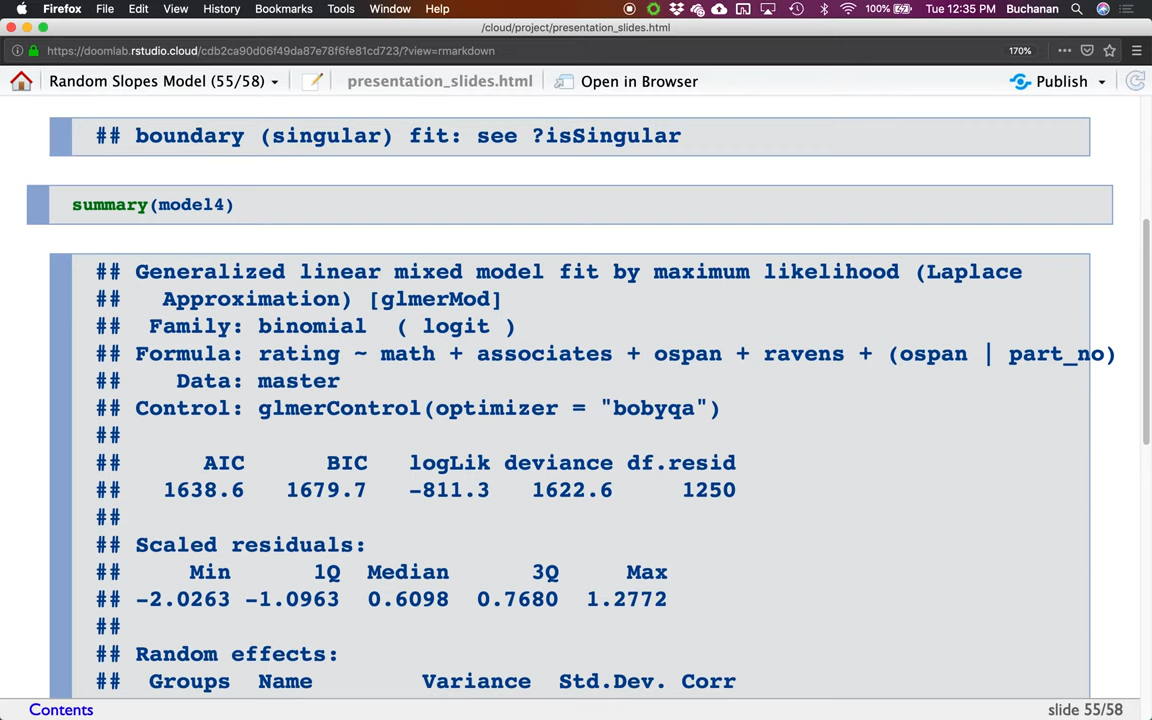 Firefox File Edit View History Bookmarks Tools Window Help 100% Tue 12:35 PM Buchanan
/cloud/project/presentation_slides.html
https://doomlab.rstudio.cloud/cdb2ca90d06f49da87e78f6fe81cd723/?view=rmarkdown 170%
Random Slopes Model (55/58) presentation_slides.html Open in Browser Publish
## boundary (singular) fit: see ?isSingular
summary(model4)
## Generalized linear mixed model fit by maximum likelihood (Laplace
## Approximation) [glmerMod]
## Family: binomial ( logit )
## Formula: rating ~ math + associates + ospan + ravens + (ospan | part_no)
## Data: master
## Control: glmerControl(optimizer = "bobyqa")
##
## AIC BIC logLik deviance df.resid
## 1638.6 1679.7 -811.3 1622.6 1250
##
## Scaled residuals:
## Min 1Q Median 3Q Max
## -2.0263 -1.0963 0.6098 0.7680 1.2772
##
## Random effects:
## Groups Name Variance Std.Dev. Corr
Contents slide 55/58